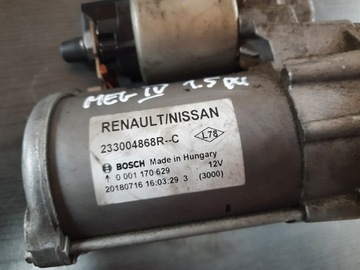 MEG IV 1.5 DCI
RENAULT/NISSAN
233004868R--C
L78
BOSCH Made in Hungary
0 001 170 629 12V
20180716 16:03:29 3 (3000)